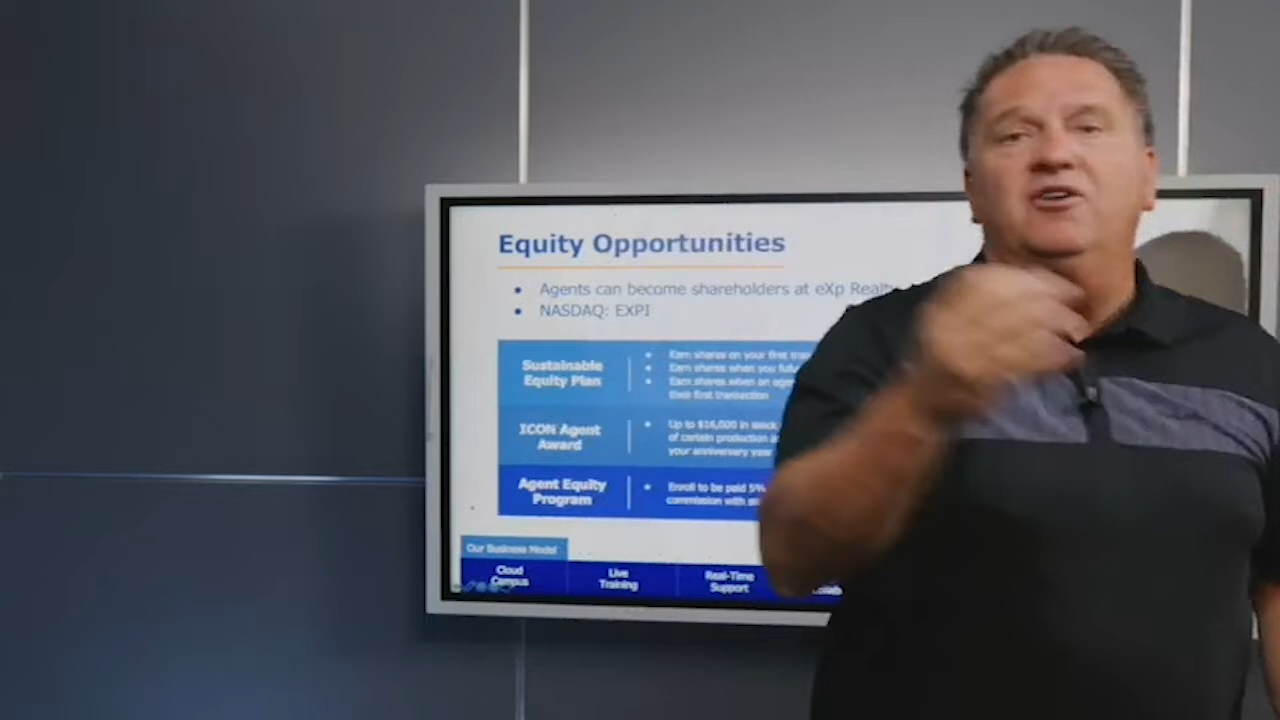 Equity Opportunities
• Agents can become shareholders at eXp Realty
• NASDAQ: EXPI
Sustainable
Equity Plan
• Earn shares on your first
• Earn shares when you
• Earn shares when an
their first transaction
ICON Agent
Award
• Up to $16,000 in stock
of certain production
your anniversary year
Agent Equity
Program
• Enroll to be paid 5%
commission with
Our Business Model
Cloud
Campus
Live
Training
Real-Time
Support